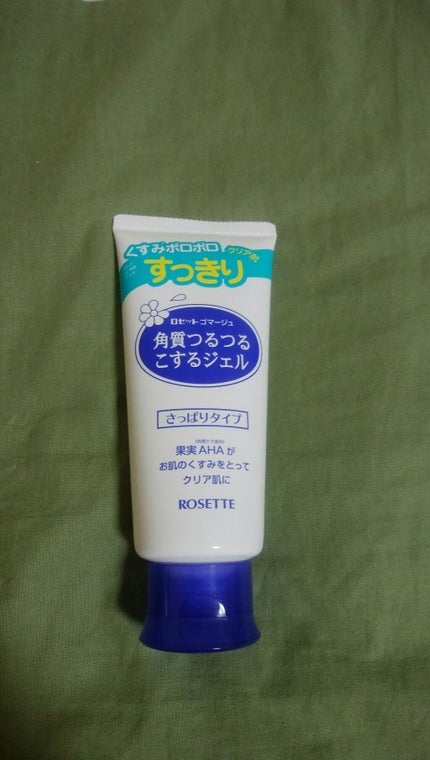 くすみポロポロ
クリア肌
すっきり
ロゼット ゴマージュ
角質つるつる
こするジェル
さっぱりタイプ
果実AHAが
お肌のくすみをとって
クリア肌に
ROSETTE